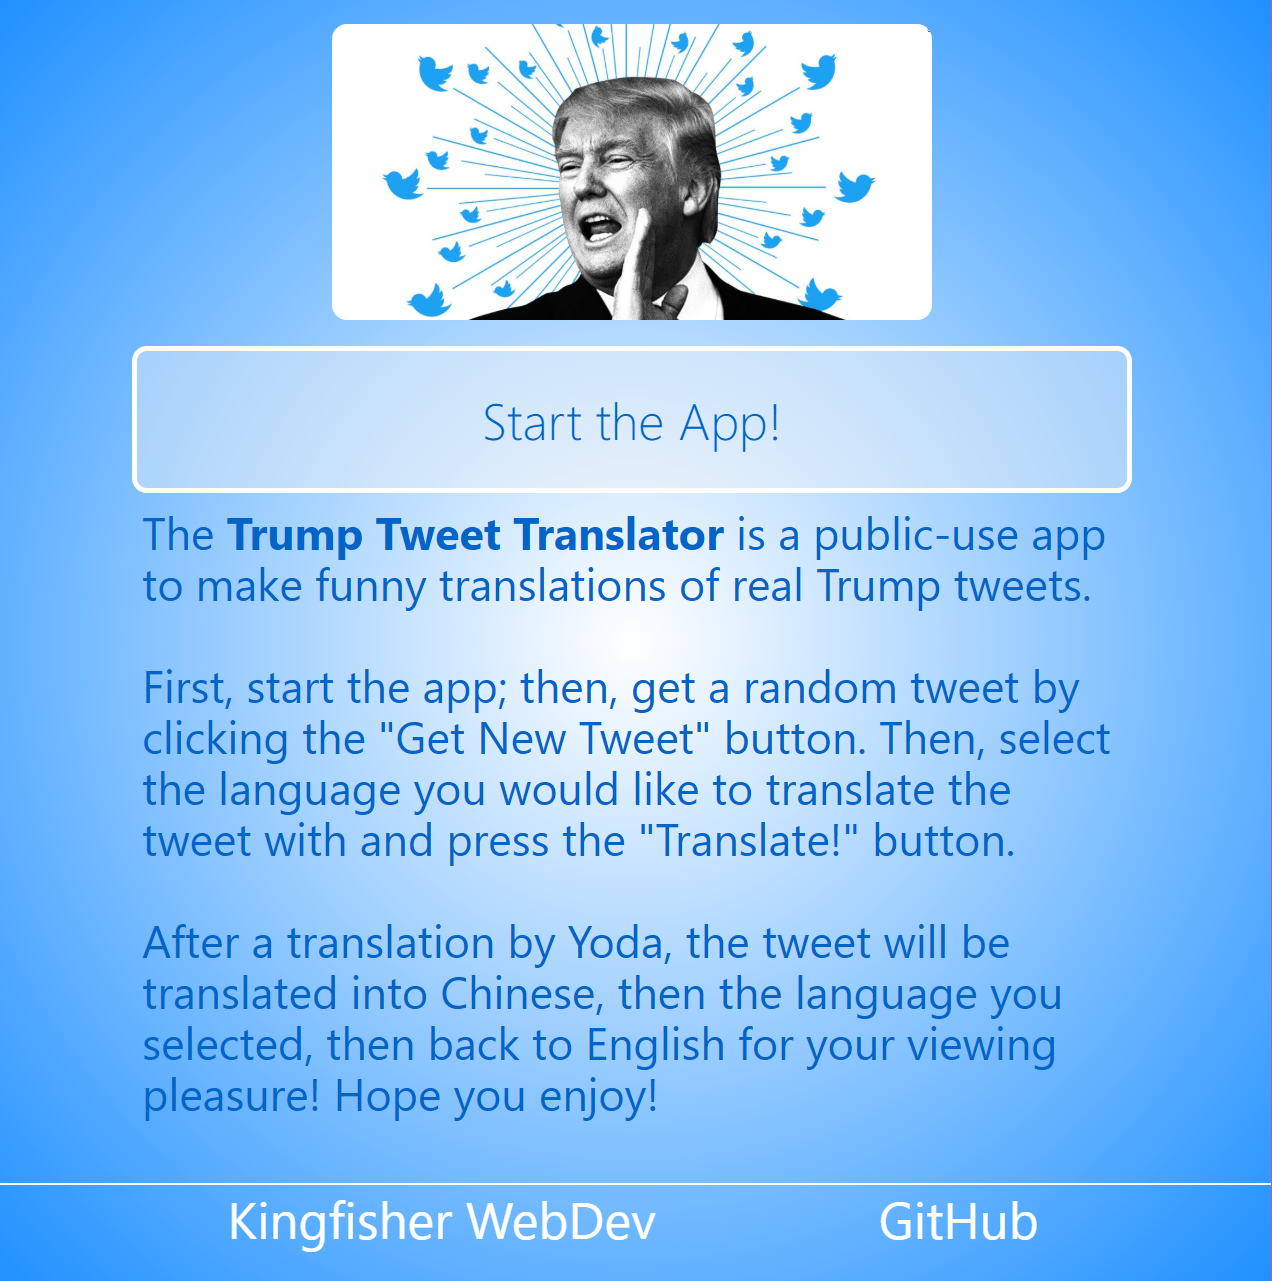 Start the App!
The Trump Tweet Translator is a public-use app
to make funny translations of real Trump tweets.
First, start the app; then, get a random tweet by
clicking the "Get New Tweet" button. Then, select
the language you would like to translate the
tweet with and press the "Translate!" button.
After a translation by Yoda, the tweet will be
translated into Chinese, then the language you
selected, then back to English for your viewing
pleasure! Hope you enjoy!
Kingfisher WebDev GitHub